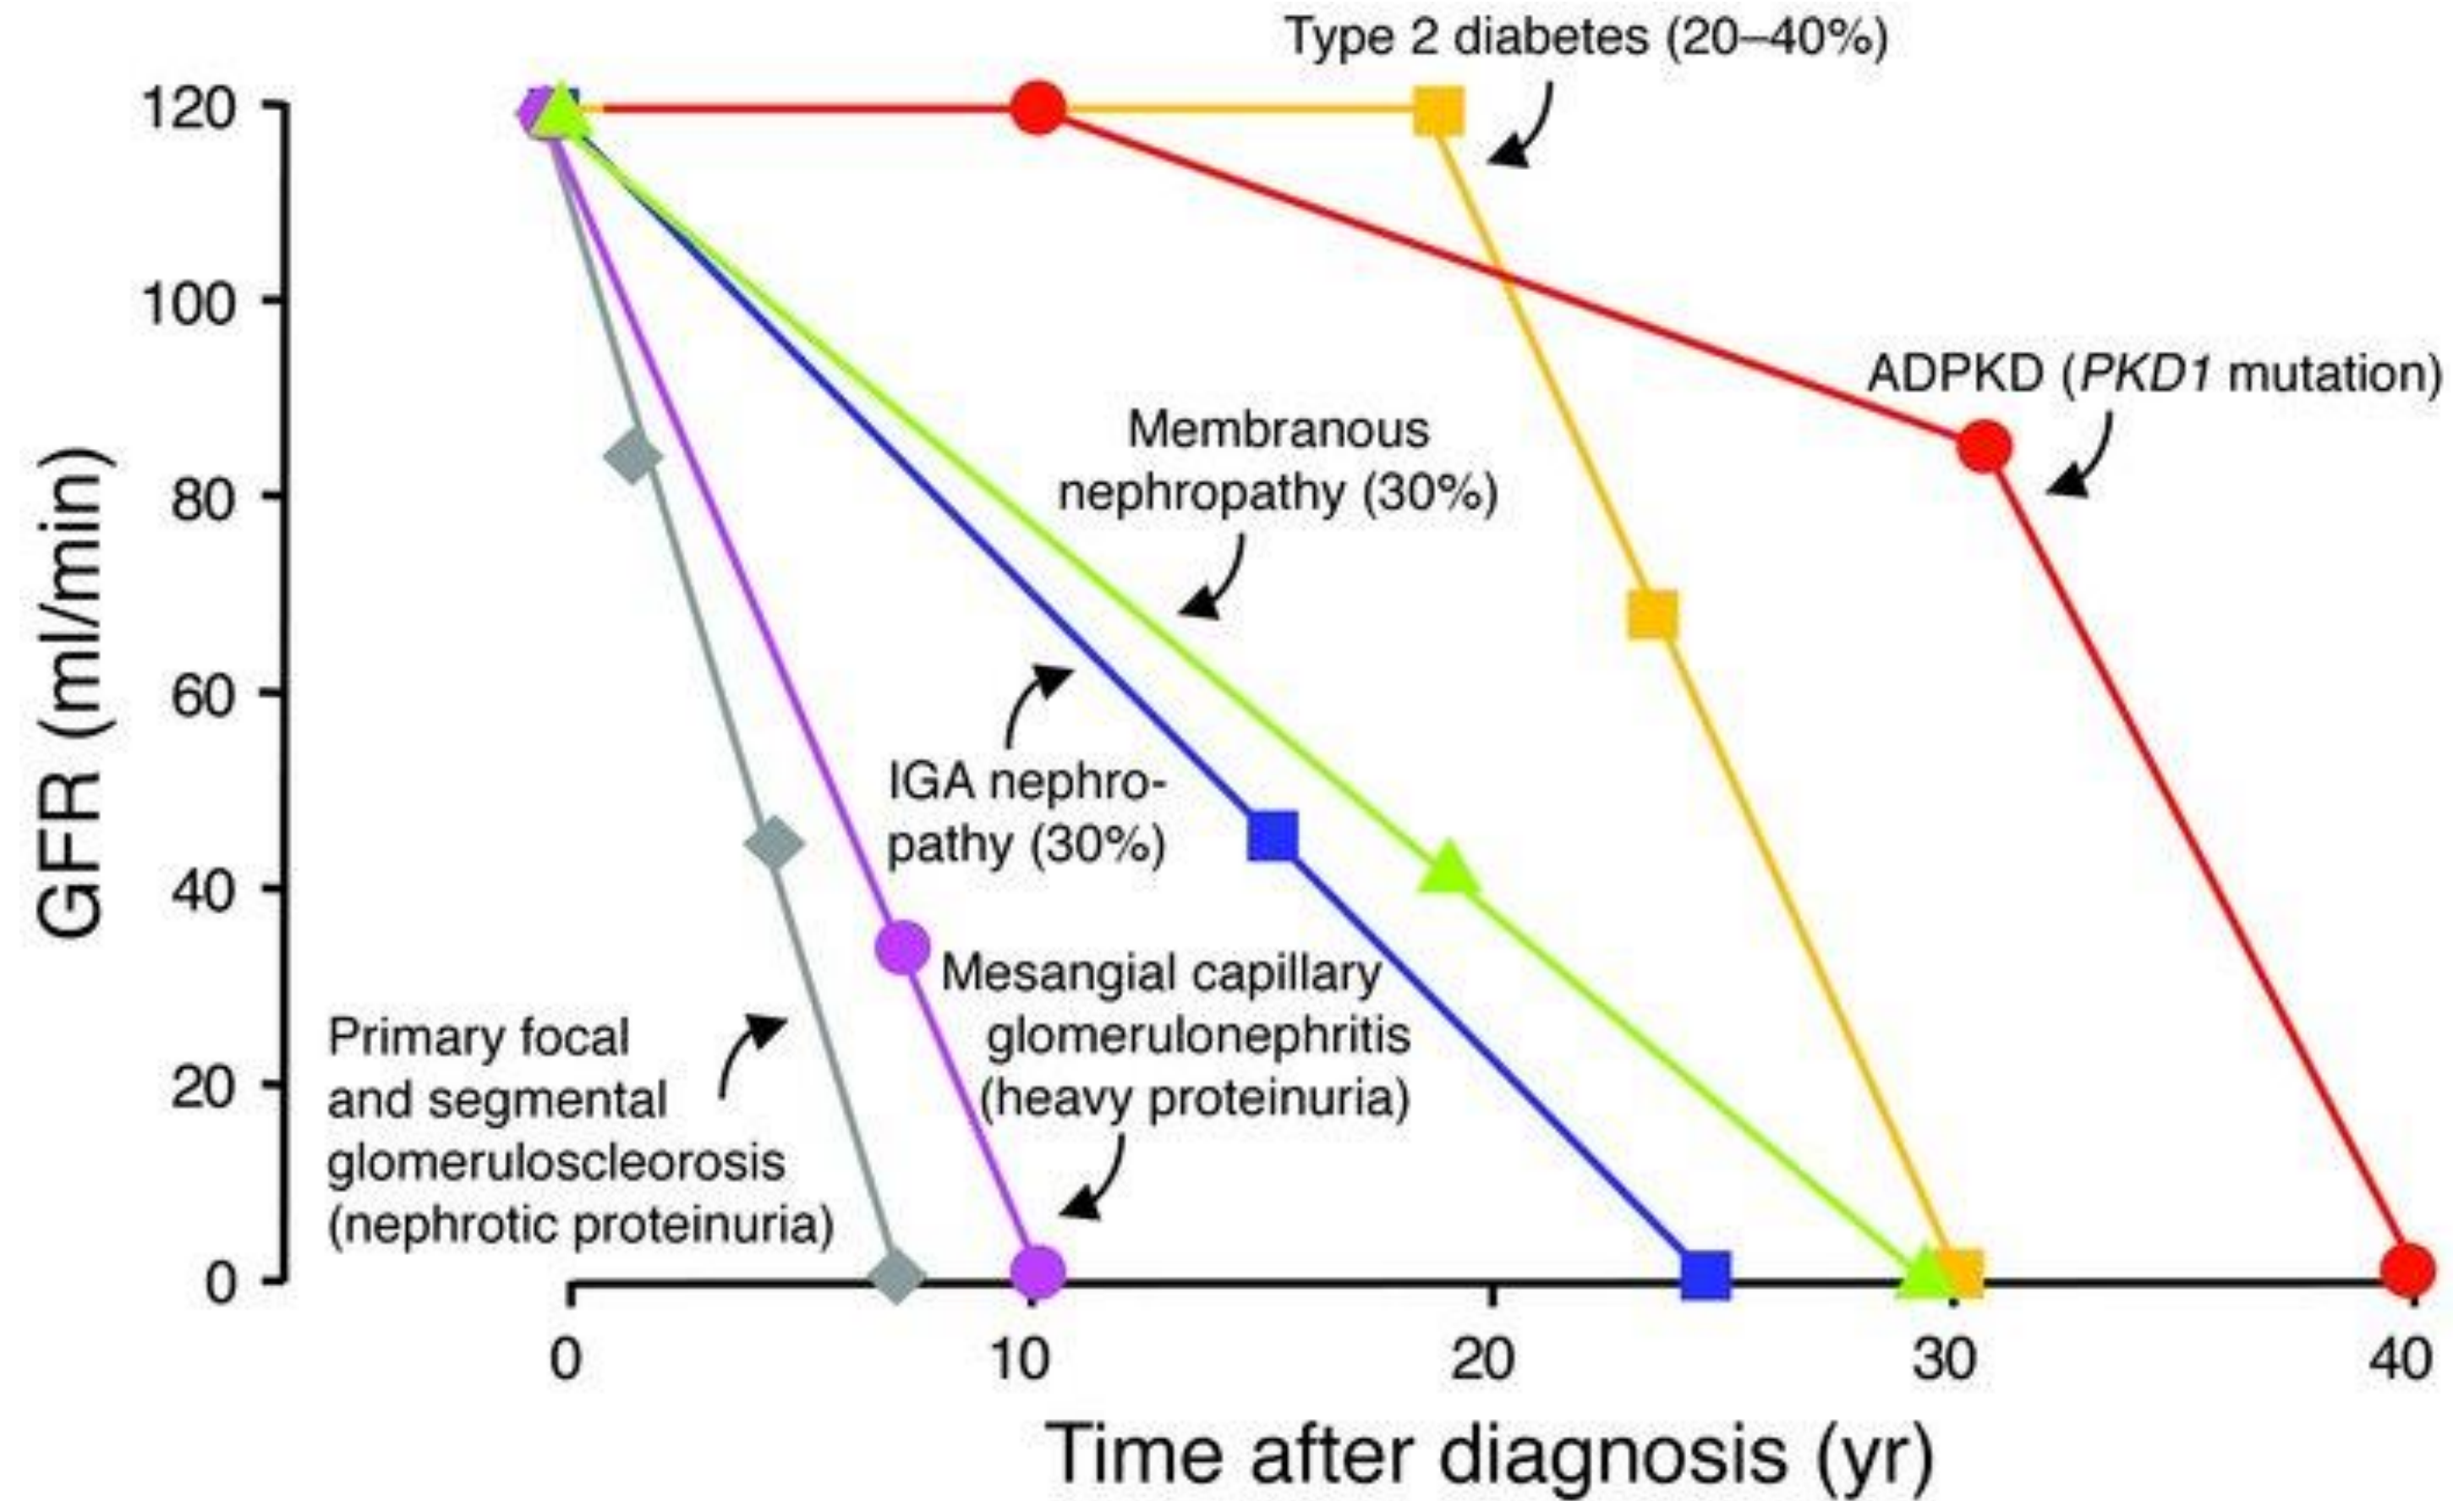 Type 2 diabetes (20–40%)
120
100
80
60
40
20
0
GFR (ml/min)
ADPKD (PKD1 mutation)
Membranous
nephropathy (30%)
IGA nephro-
pathy (30%)
Mesangial capillary
glomerulonephritis
(heavy proteinuria)
Primary focal
and segmental
glomeruloscleorosis
(nephrotic proteinuria)
0 10 20 30 40
Time after diagnosis (yr)